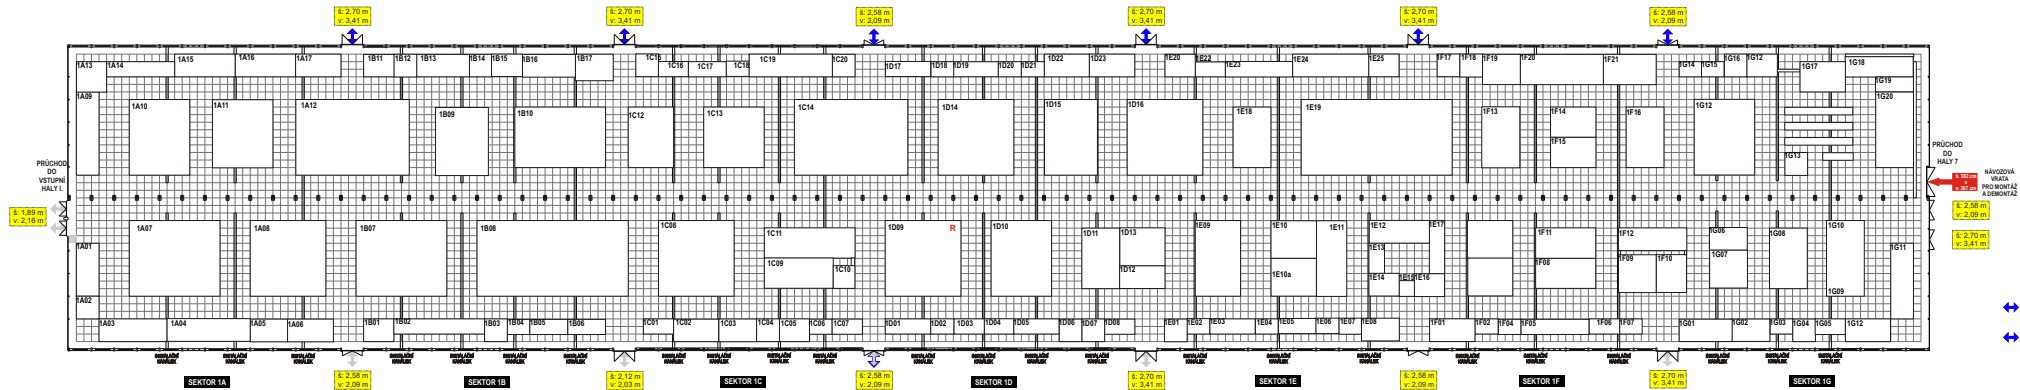 š: 2,70 m
v: 3,41 m
š: 2,70 m
v: 3,41 m
š: 2,58 m
v: 2,09 m
š: 2,70 m
v: 3,41 m
š: 2,70 m
v: 3,41 m
š: 2,58 m
v: 2,09 m
1A13
1A14
1A15
1A16
1A17
1B11
1B12
1B13
1B14
1B15
1B16
1B17
1C15
1C16
1C17
1C18
1C19
1C20
1D17
1D18
1D19
1D20
1D21
1D22
1D23
1E20
1E22
1E23
1E24
1E25
1F17
1F18
1F19
1F20
1F21
1G14
1G15
1G16
1G12
1G17
1G18
1G19
1G20
1A09
1A10
1A11
1A12
1B09
1B10
1C12
1C13
1C14
1D14
1D15
1D16
1E18
1E19
1F13
1F14
1F15
1F16
1G12
1G13
PRŮCHOD
DO
VSTUPNÍ
HALY I.
PRŮCHOD
DO
HALY 7
NÁVOZOVÁ
VRATA
PRO MONTÁŽ
A DEMONTÁŽ
š: 1,89 m
v: 2,16 m
š: 2,58 m
v: 2,09 m
š: 2,70 m
v: 3,41 m
1A01
1A07
1A08
1B07
1B08
1C08
1C11
1C09
1C10
1D09
R
1D10
1D11
1D13
1D12
1E09
1E10
1E10a
1E11
1E12
1E17
1E13
1E14
1E15
1E16
1F11
1F08
1F12
1F09
1F10
1G06
1G07
1G08
1G10
1G09
1G11
1A02
1A03
1A04
1A05
1A06
1B01
1B02
1B03
1B04
1B05
1B06
1C01
1C02
1C03
1C04
1C05
1C06
1C07
1D01
1D02
1D03
1D04
1D05
1D06
1D07
1D08
1E01
1E02
1E03
1E04
1E05
1E06
1E07
1E08
1F01
1F02
1F04
1F05
1F06
1F07
1G01
1G02
1G03
1G04
1G05
1G12
SEKTOR 1A
š: 2,58 m
v: 2,09 m
SEKTOR 1B
š: 2,12 m
v: 2,03 m
SEKTOR 1C
š: 2,58 m
v: 2,09 m
SEKTOR 1D
š: 2,70 m
v: 3,41 m
SEKTOR 1E
š: 2,58 m
v: 2,09 m
SEKTOR 1F
š: 2,70 m
v: 3,41 m
SEKTOR 1G